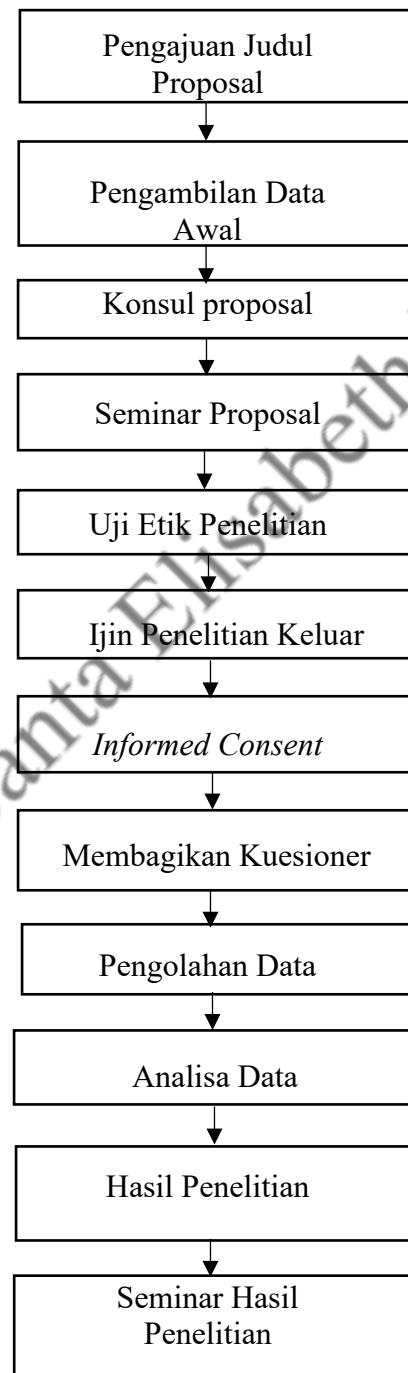 Pengajuan Judul
Proposal
Pengambilan Data
Awal
Konsul proposal
Seminar Proposal
Uji Etik Penelitian
Ijin Penelitian Keluar
Informed Consent
Membagikan Kuesioner
Pengolahan Data
Analisa Data
Hasil Penelitian
Seminar Hasil
Penelitian
Elisabeth